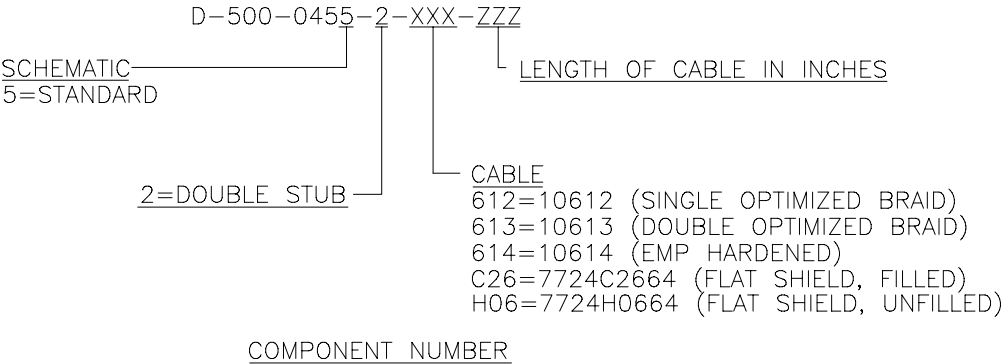 D-500-0455-2-XXX-ZZZ
SCHEMATIC
5=STANDARD
LENGTH OF CABLE IN INCHES
2=DOUBLE STUB
CABLE
612=10612 (SINGLE OPTIMIZED BRAID)
613=10613 (DOUBLE OPTIMIZED BRAID)
614=10614 (EMP HARDENED)
C26=7724C2664 (FLAT SHIELD, FILLED)
H06=7724H0664 (FLAT SHIELD, UNFILLED)
COMPONENT NUMBER